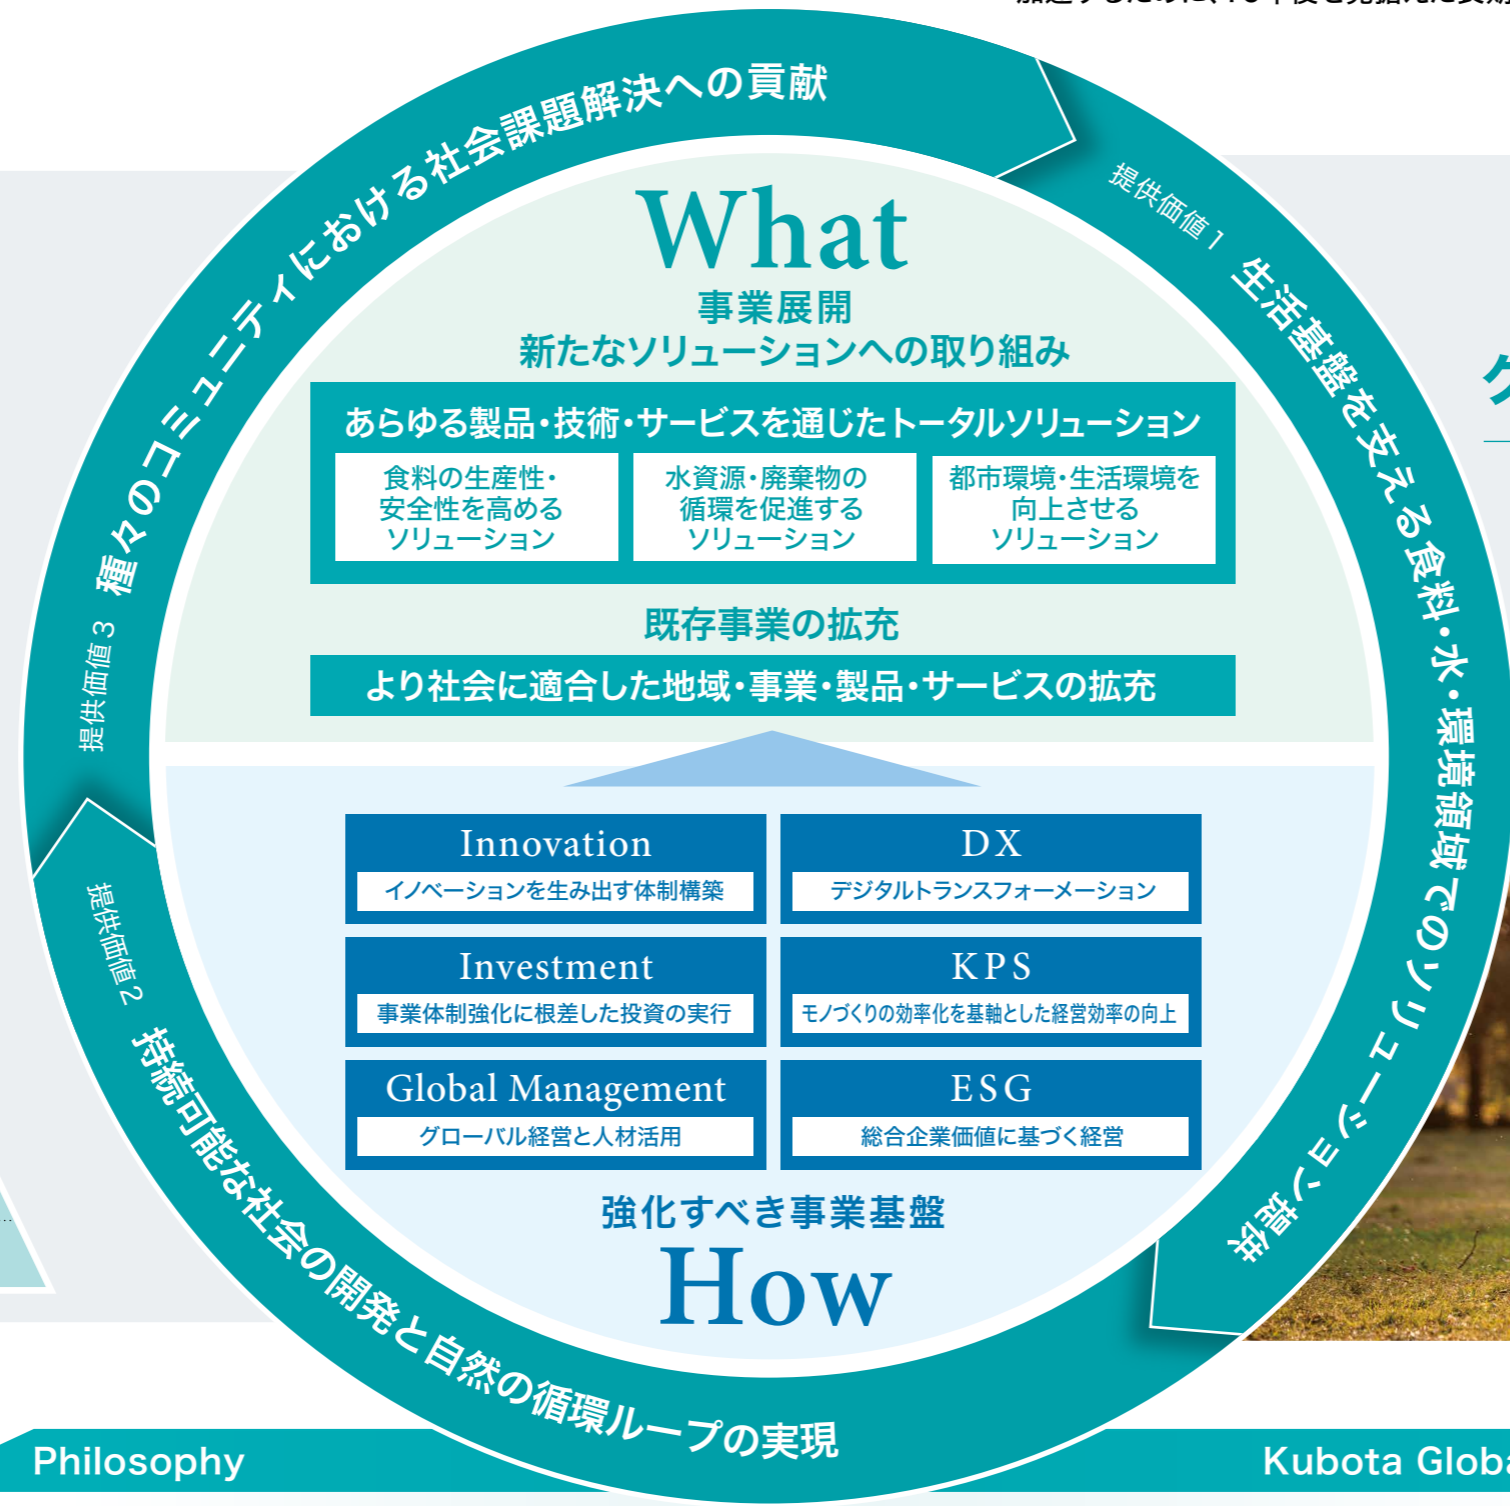 種々のコミュニティにおける社会課題解決への貢献
提供価値3
提供価値1
生活基盤を支える食料・水・環境領域でのソリューション提供
What
事業展開
新たなソリューションへの取り組み
あらゆる製品・技術・サービスを通じたトータルソリューション
食料の生産性・
安全性を高める
ソリューション
水資源・廃棄物の
循環を促進する
ソリューション
都市環境・生活環境を
向上させる
ソリューション
既存事業の拡充
より社会に適合した地域・事業・製品・サービスの拡充
Innovation
イノベーションを生み出す体制構築
DX
デジタルトランスフォーメーション
Investment
事業体制強化に根差した投資の実行
KPS
モノづくりの効率化を基軸とした経営効率の向上
Global Management
グローバル経営と人材活用
ESG
総合企業価値に基づく経営
強化すべき事業基盤
How
提供価値2
持続可能な社会の開発と自然の循環ループの実現
Philosophy
Kubota Globa